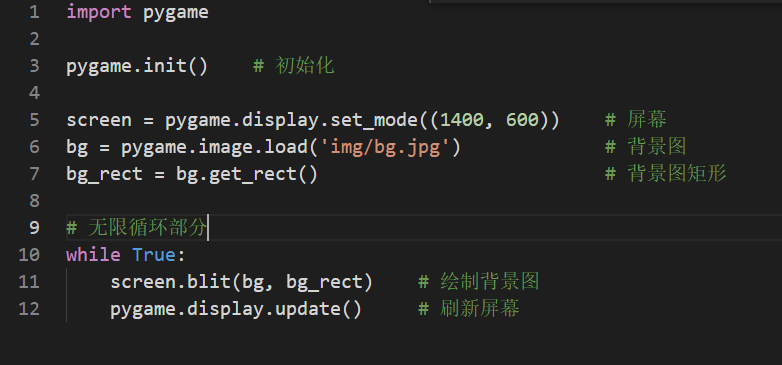 1 import pygame
2
3 pygame.init()    # 初始化
4
5 screen = pygame.display.set_mode((1400, 600))    # 屏幕
6 bg = pygame.image.load('img/bg.jpg')             # 背景图
7 bg_rect = bg.get_rect()                          # 背景图矩形
8
9 # 无限循环部分
10 while True:
11     screen.blit(bg, bg_rect)    # 绘制背景图
12     pygame.display.update()     # 刷新屏幕